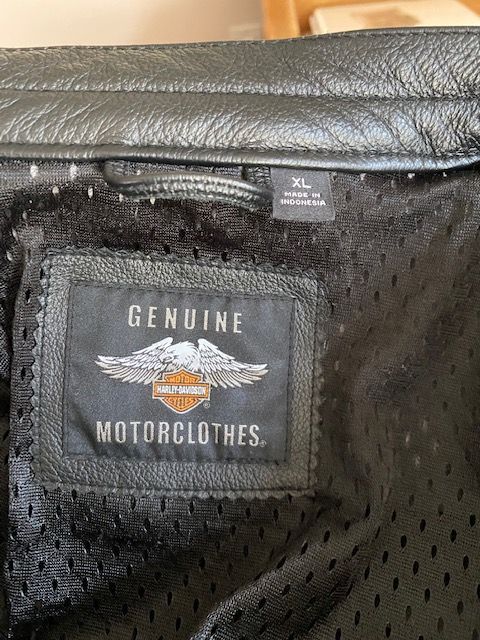 XL
MADE IN
INDONESIA
GENUINE
MOTOR
HARLEY-DAVIDSON
CYCLES
®
MOTORCLOTHES®